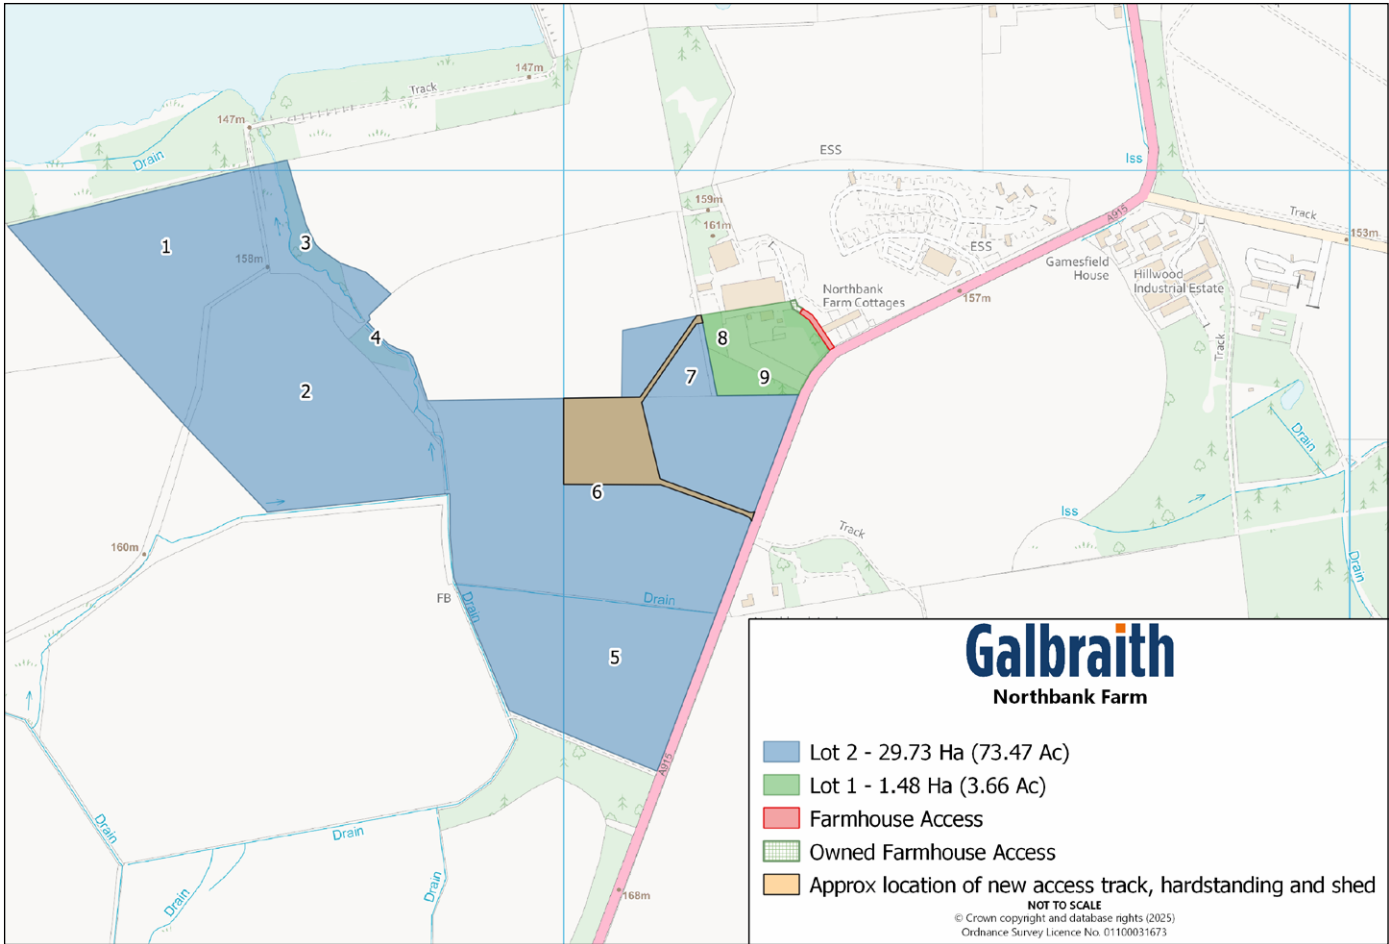 147m
Track
147m
Drain
ESS
Iss
159m
161m
A915
Track
153m
1
3
158m
ESS
Gamesfield
House
Hillwood
Industrial Estate
Northbank
Farm Cottages
157m
4
8
Track
7
9
2
6
Drain
Iss
Track
160m
Drain
FB
Drain
Drain
5
A915
Drain
Drain
Drain
Drain
168m
Galbraith
Northbank Farm
Lot 2 - 29.73 Ha (73.47 Ac)
Lot 1 - 1.48 Ha (3.66 Ac)
Farmhouse Access
Owned Farmhouse Access
Approx location of new access track, hardstanding and shed
NOT TO SCALE
© Crown copyright and database rights (2025)
Ordnance Survey Licence No. 01100031673